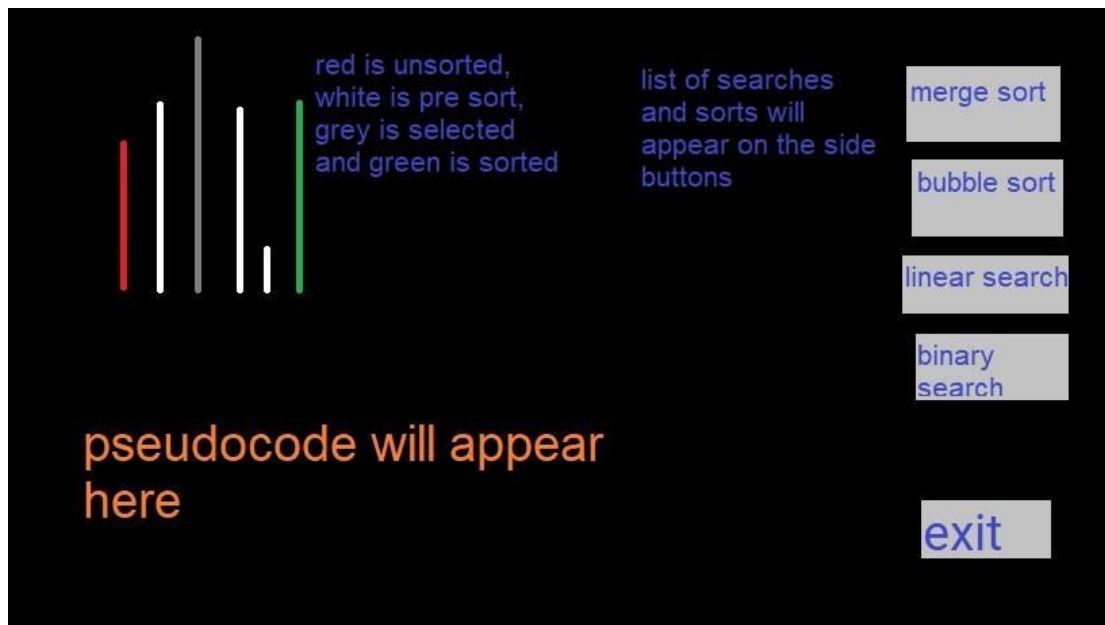 red is unsorted,
white is pre sort,
grey is selected
and green is sorted
list of searches
and sorts will
appear on the side
buttons
merge sort
bubble sort
linear search
binary
search
pseudocode will appear
here
exit